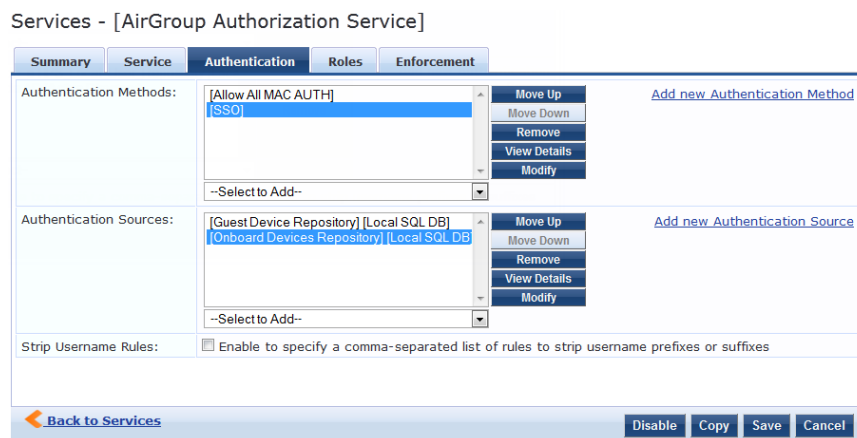 Services - [AirGroup Authorization Service]
Summary Service Authentication Roles Enforcement
Authentication Methods:
[Allow All MAC AUTH]
[SSO]
--Select to Add--
Move Up
Move Down
Remove
View Details
Modify
Add new Authentication Method
Authentication Sources:
[Guest Device Repository] [Local SQL DB]
[Onboard Devices Repository] [Local SQL DB
--Select to Add--
Move Up
Move Down
Remove
View Details
Modify
Add new Authentication Source
Strip Username Rules:
Enable to specify a comma-separated list of rules to strip username prefixes or suffixes
Back to Services
Disable Copy Save Cancel